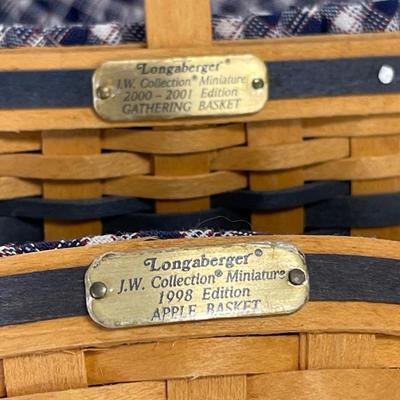 Longaberger®
J.W. Collection® Miniature
2000 - 2001 Edition
GATHERING BASKET
Longaberger®
J.W. Collection® Miniature
1998 Edition
APPLE BASKET